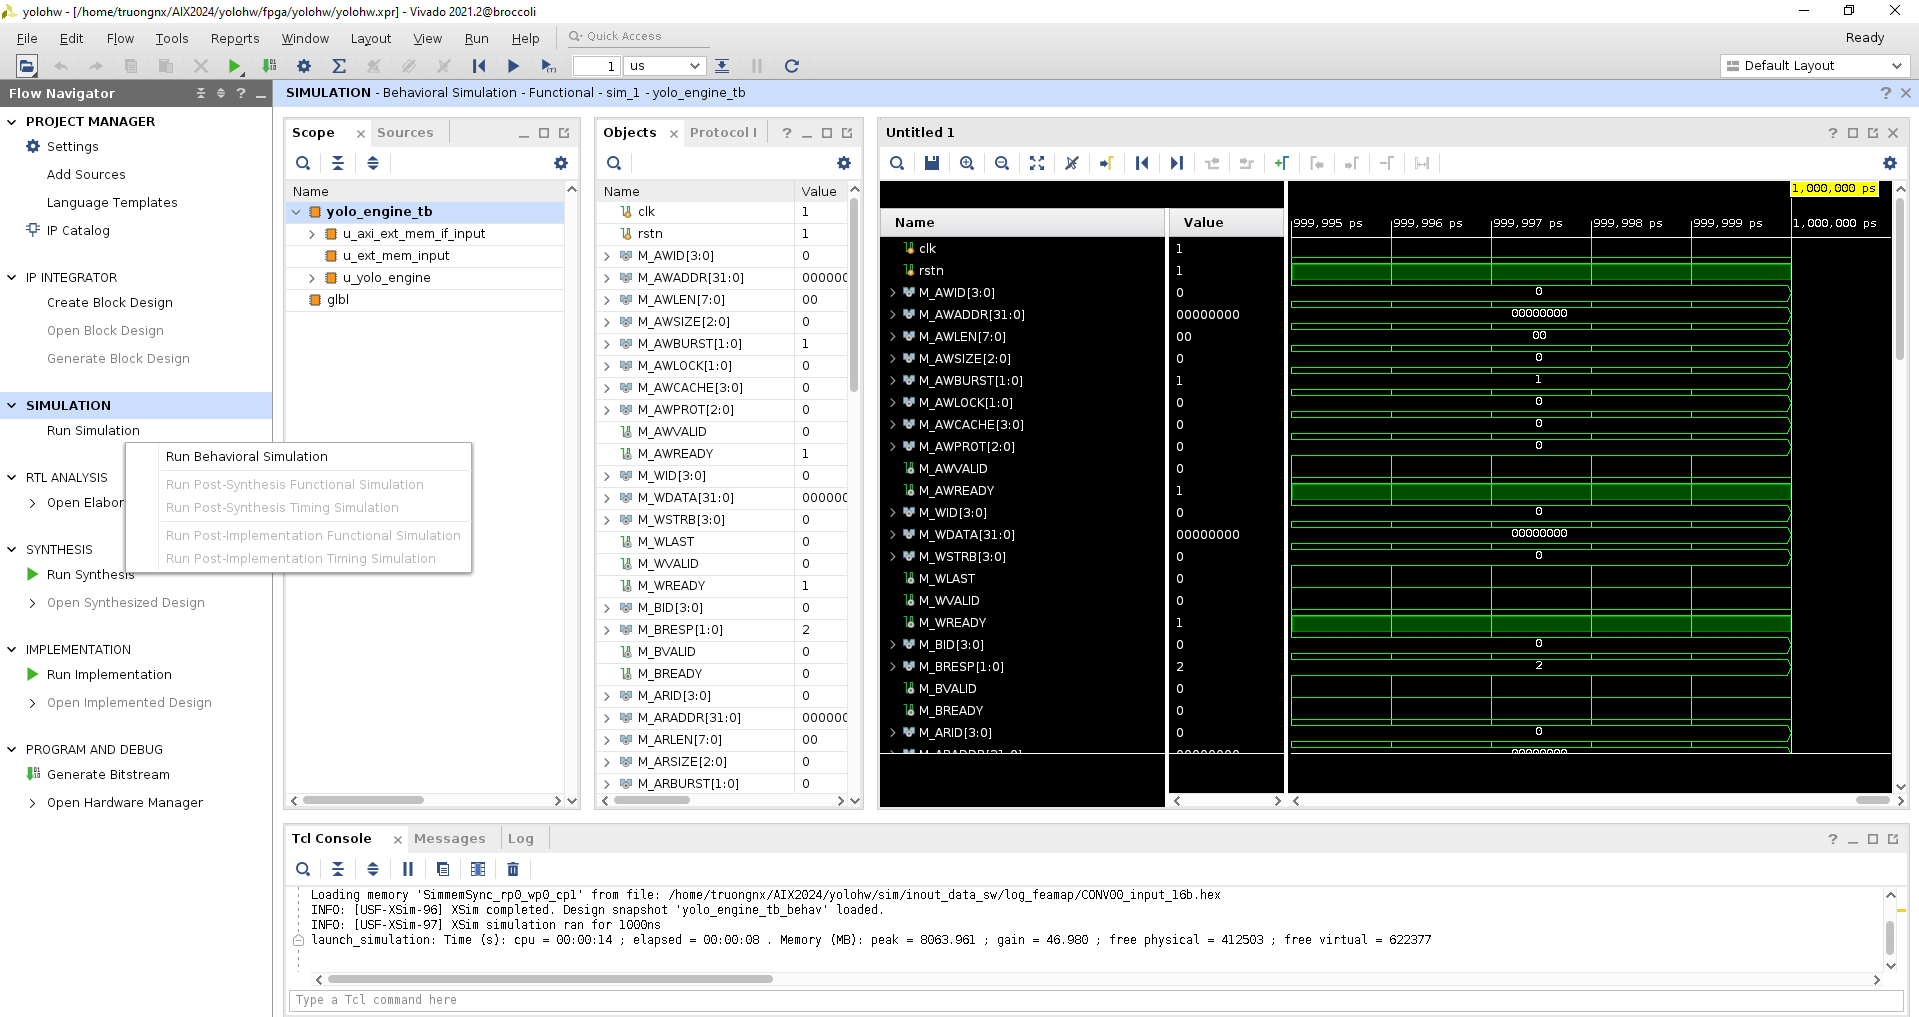 yolohw - [/home/truongnx/AIX2024/yolohw/fpga/yolohw/yolohw.xpr] - Vivado 2021.2@broccoli
File Edit Flow Tools Reports Window Layout View Run Help Quick Access
Ready
1 us
Default Layout
Flow Navigator
PROJECT MANAGER
Settings
Add Sources
Language Templates
IP Catalog
IP INTEGRATOR
Create Block Design
Open Block Design
Generate Block Design
SIMULATION
Run Simulation
RTL ANALYSIS
Open Elabor
SYNTHESIS
Run Synthesis
Open Synthesized Design
IMPLEMENTATION
Run Implementation
Open Implemented Design
PROGRAM AND DEBUG
Generate Bitstream
Open Hardware Manager
Run Behavioral Simulation
Run Post-Synthesis Functional Simulation
Run Post-Synthesis Timing Simulation
Run Post-Implementation Functional Simulation
Run Post-Implementation Timing Simulation
SIMULATION - Behavioral Simulation - Functional - sim_1 - yolo_engine_tb
Scope Sources
Name
yolo_engine_tb
u_axi_ext_mem_if_input
u_ext_mem_input
u_yolo_engine
glbl
Objects Protocol I
Name Value
clk 1
rstn 1
M_AWID[3:0] 0
M_AWADDR[31:0] 000000
M_AWLEN[7:0] 00
M_AWSIZE[2:0] 0
M_AWBURST[1:0] 1
M_AWLOCK[1:0] 0
M_AWCACHE[3:0] 0
M_AWPROT[2:0] 0
M_AWVALID 0
M_AWREADY 1
M_WID[3:0] 0
M_WDATA[31:0] 000000
M_WSTRB[3:0] 0
M_WLAST 0
M_WVALID 0
M_WREADY 1
M_BID[3:0] 0
M_BRESP[1:0] 2
M_BVALID 0
M_BREADY 0
M_ARID[3:0] 0
M_ARADDR[31:0] 000000
M_ARLEN[7:0] 00
M_ARSIZE[2:0] 0
M_ARBURST[1:0] 0
Untitled 1
1,000,000 ps
Name Value 999,995 ps 999,996 ps 999,997 ps 999,998 ps 999,999 ps 1,000,000 ps
clk 1
rstn 1
M_AWID[3:0] 0 0
M_AWADDR[31:0] 00000000 00000000
M_AWLEN[7:0] 00 00
M_AWSIZE[2:0] 0 0
M_AWBURST[1:0] 1 1
M_AWLOCK[1:0] 0 0
M_AWCACHE[3:0] 0 0
M_AWPROT[2:0] 0 0
M_AWVALID 0
M_AWREADY 1
M_WID[3:0] 0 0
M_WDATA[31:0] 00000000 00000000
M_WSTRB[3:0] 0 0
M_WLAST 0
M_WVALID 0
M_WREADY 1
M_BID[3:0] 0 0
M_BRESP[1:0] 2 2
M_BVALID 0
M_BREADY 0
M_ARID[3:0] 0 0
M_ARADDR[31:0] 00000000 00000000
Tcl Console Messages Log
Loading memory 'SimmemSync_rp0_wp0_cp1' from file: /home/truongnx/AIX2024/yolohw/sim/inout_data_sw/log_feamap/CONV00_input_16b.hex
INFO: [USF-XSim-96] XSim completed. Design snapshot 'yolo_engine_tb_behav' loaded.
INFO: [USF-XSim-97] XSim simulation ran for 1000ns
launch_simulation: Time (s): cpu = 00:00:14 ; elapsed = 00:00:08 . Memory (MB): peak = 8063.961 ; gain = 46.980 ; free physical = 412503 ; free virtual = 622377
Type a Tcl command here